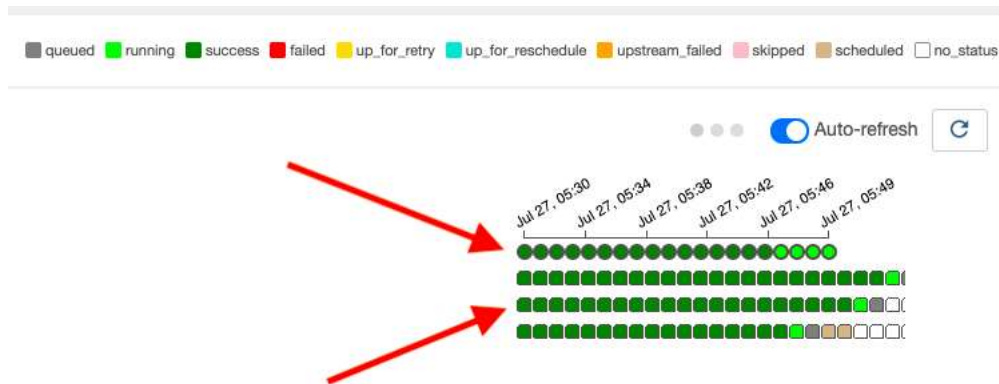 queued running success failed up_for_retry up_for_reschedule upstream_failed skipped scheduled no_status
Auto-refresh
Jul 27, 05:30 Jul 27, 05:34 Jul 27, 05:38 Jul 27, 05:42 Jul 27, 05:46 Jul 27, 05:49